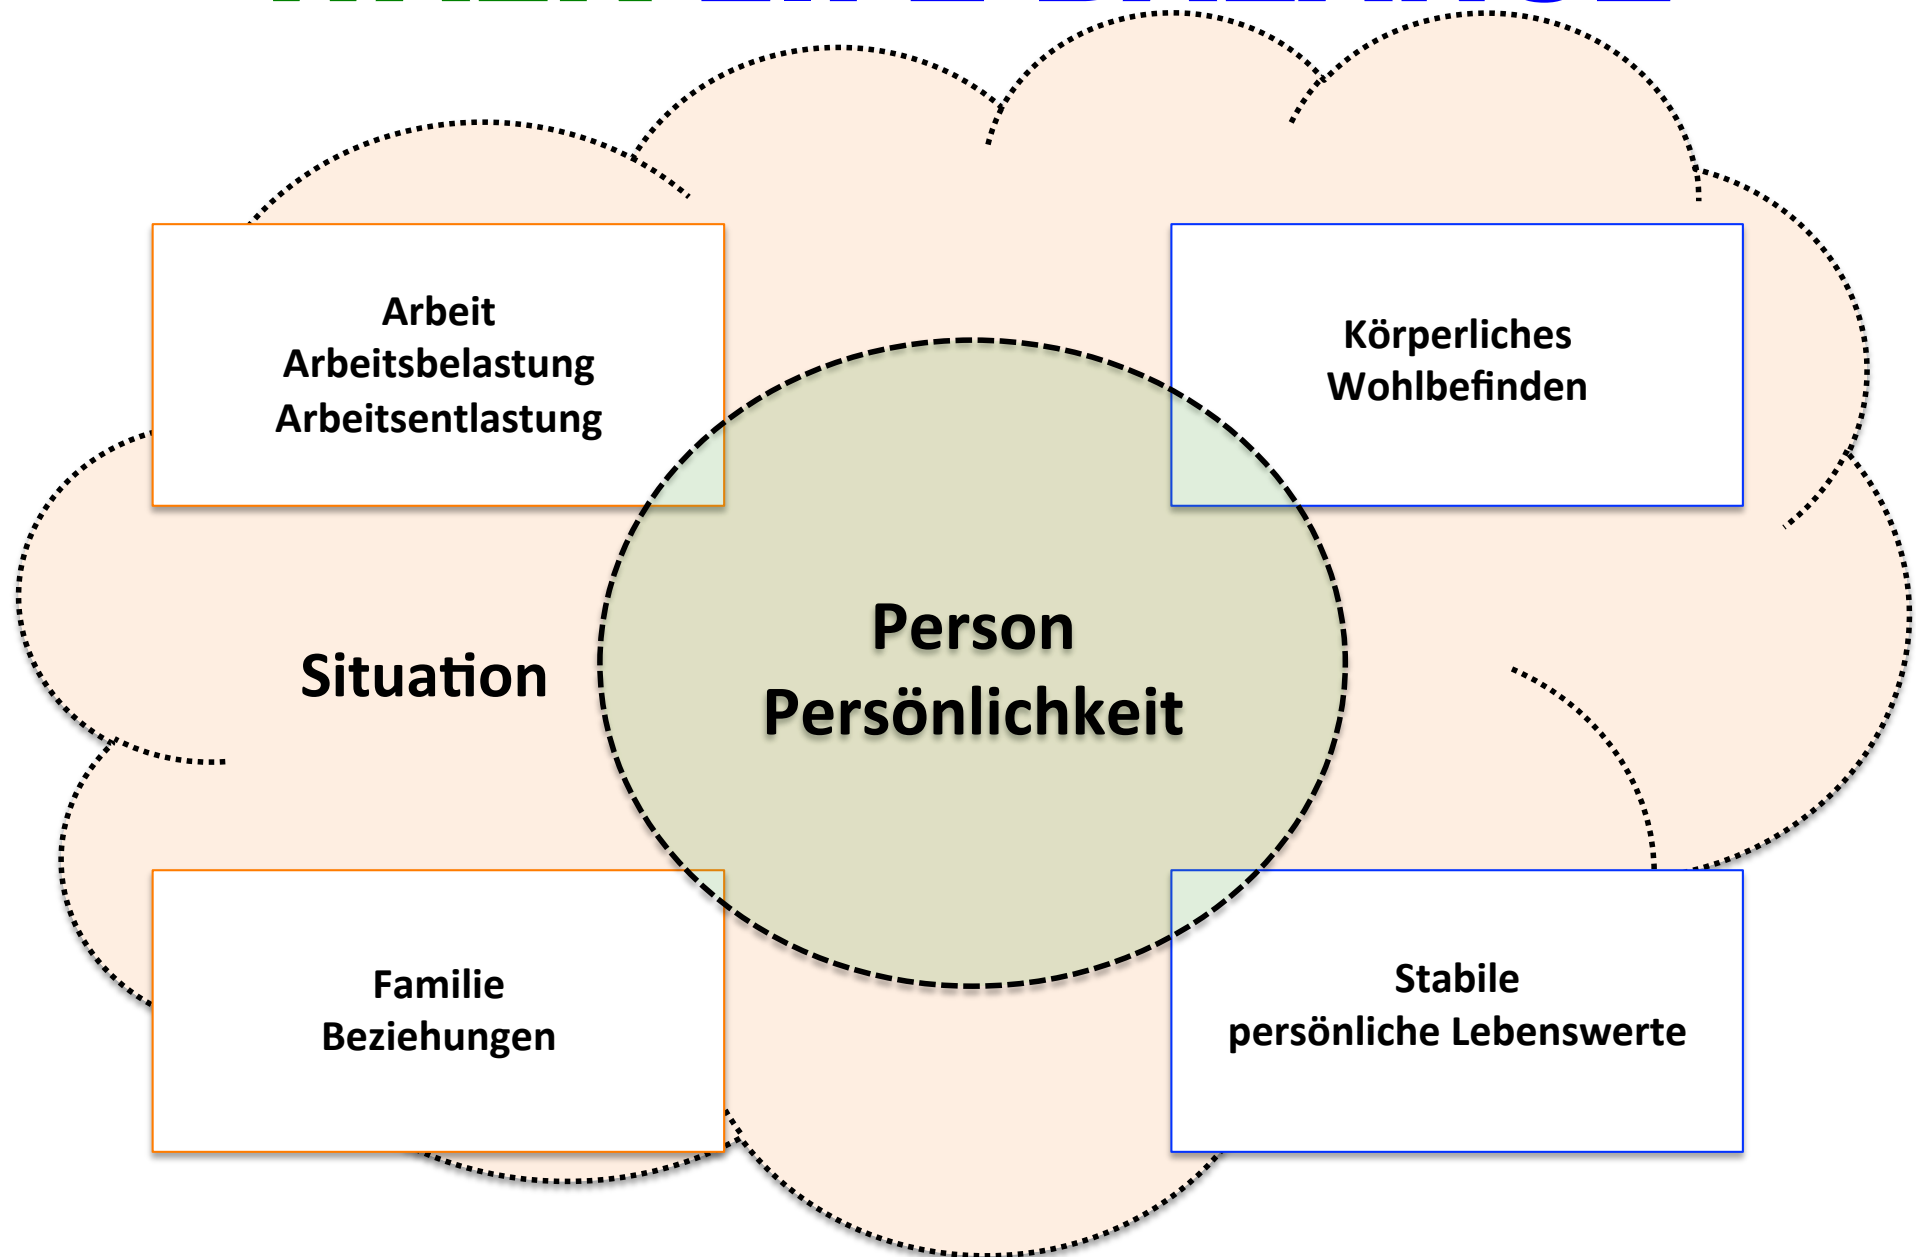 Arbeit
Arbeitsbelastung
Arbeitsentlastung
Körperliches
Wohlbefinden
Person
Persönlichkeit
Situation
Familie
Beziehungen
Stabile
persönliche Lebenswerte